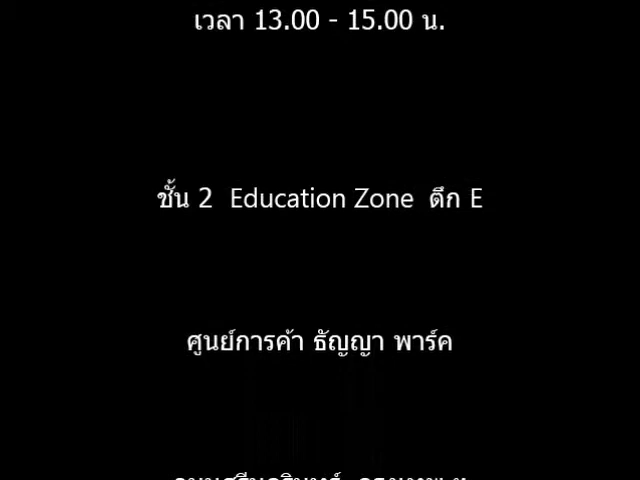 เวลา 13.00 - 15.00 น.
ชั้น 2 Education Zone ตึก E
ศูนย์การค้า ธัญญา พาร์ค